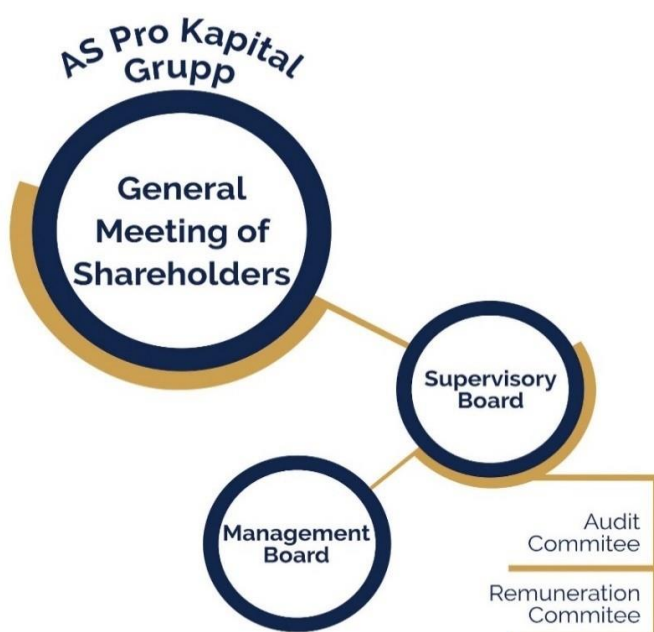 AS Pro Kapital
Grupp
General
Meeting of
Shareholders
Supervisory
Board
Management
Board
Audit
Commitee
Remuneration
Commitee